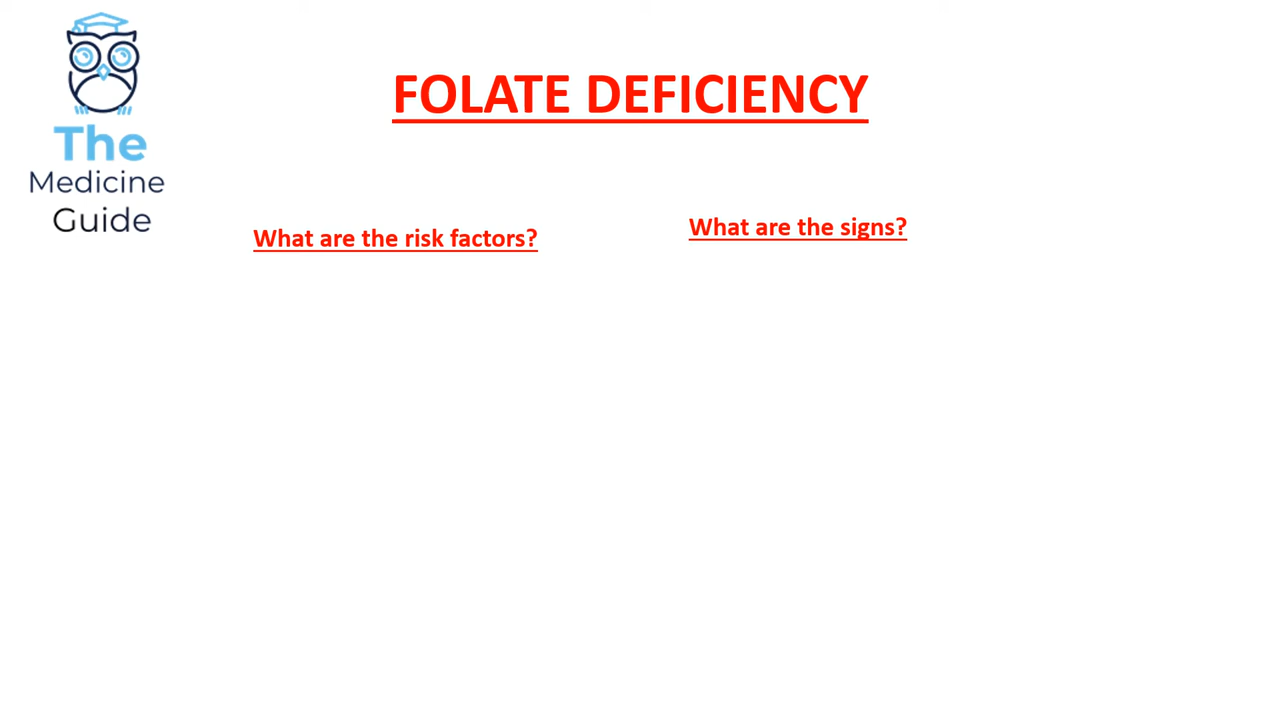 The
Medicine
Guide
FOLATE DEFICIENCY
What are the risk factors?
What are the signs?